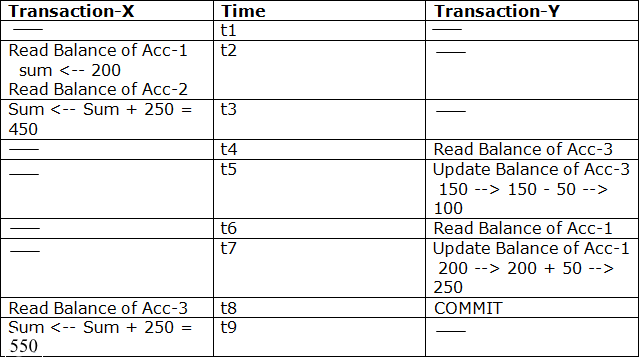 Transaction-X Time Transaction-Y
—— t1 ——
Read Balance of Acc-1 t2 ——
sum <-- 200
Read Balance of Acc-2
Sum <-- Sum + 250 = t3 ——
450
—— t4 Read Balance of Acc-3
—— t5 Update Balance of Acc-3
150 --> 150 - 50 -->
100
—— t6 Read Balance of Acc-1
—— t7 Update Balance of Acc-1
200 --> 200 + 50 -->
250
Read Balance of Acc-3 t8 COMMIT
Sum <-- Sum + 250 = t9 ——
550